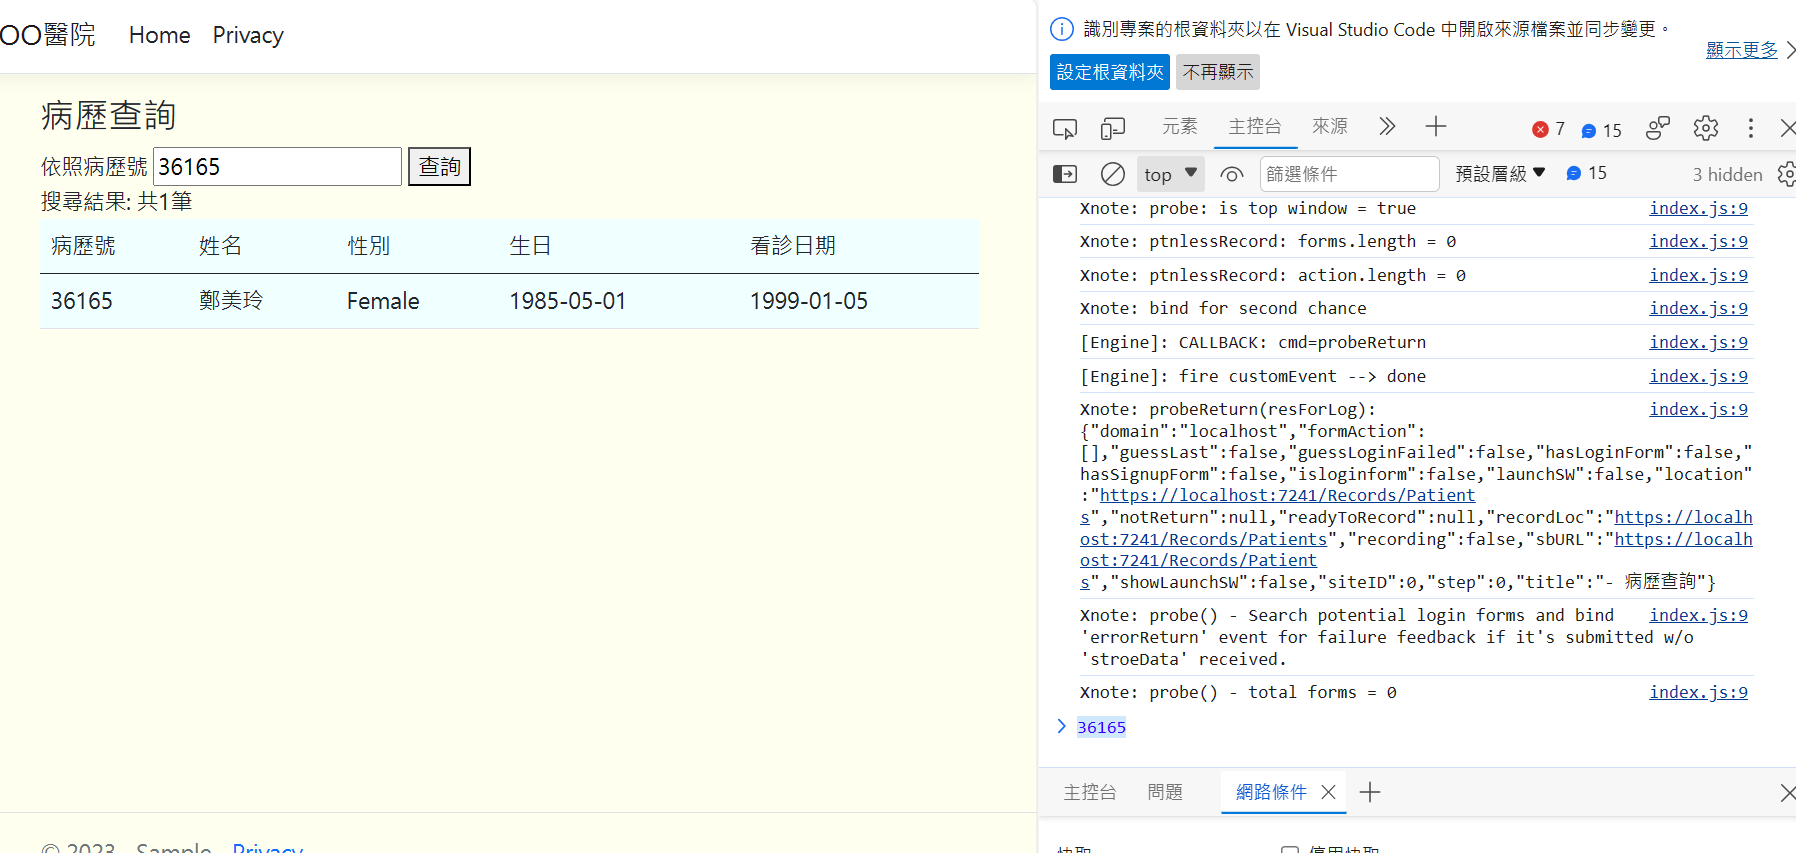 OO醫院 Home Privacy
病歷查詢
依照病歷號 36165 查詢
搜尋結果: 共1筆
病歷號 姓名 性別 生日 看診日期
36165 鄭美玲 Female 1985-05-01 1999-01-05
© 2023 - Sample - Privacy
識別專案的根資料夾以在 Visual Studio Code 中開啟來源檔案並同步變更。
顯示更多
設定根資料夾 不再顯示
元素 主控台 來源 7 15
top 篩選條件 預設層級 15 3 hidden
Xnote: probe: is top window = true index.js:9
Xnote: ptnlessRecord: forms.length = 0 index.js:9
Xnote: ptnlessRecord: action.length = 0 index.js:9
Xnote: bind for second chance index.js:9
[Engine]: CALLBACK: cmd=probeReturn index.js:9
[Engine]: fire customEvent --> done index.js:9
Xnote: probeReturn(resForLog): index.js:9
{"domain":"localhost","formAction":
[],"guessLast":false,"guessLoginFailed":false,"hasLoginForm":false,"
hasSignupForm":false,"isloginform":false,"launchSW":false,"location"
:"https://localhost:7241/Records/Patient
s","notReturn":null,"readyToRecord":null,"recordLoc":"https://localh
ost:7241/Records/Patients","recording":false,"sbURL":"https://localh
ost:7241/Records/Patient
s","showLaunchSW":false,"siteID":0,"step":0,"title":"- 病歷查詢"}
Xnote: probe() - Search potential login forms and bind index.js:9
'errorReturn' event for failure feedback if it's submitted w/o
'stroeData' received.
Xnote: probe() - total forms = 0 index.js:9
36165
主控台 問題 網路條件
快取 停用快取